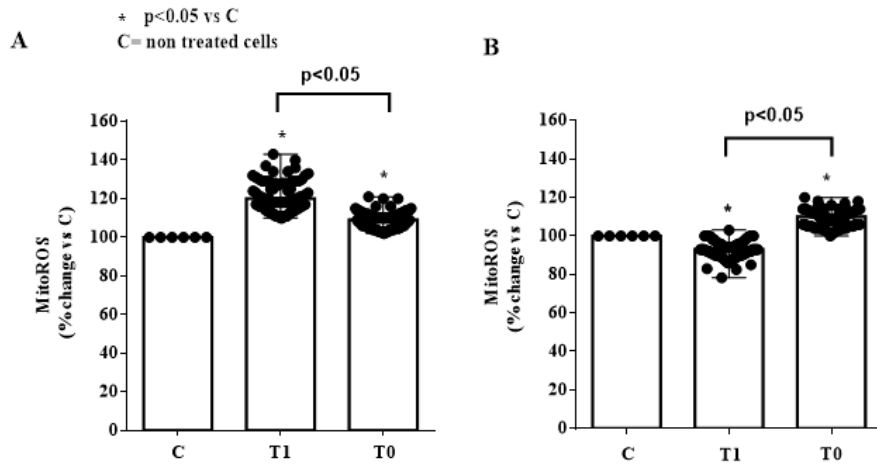 * p<0.05 vs C
C= non treated cells
A
p<0.05
*
*
160
140
120
100
80
60
40
20
0
MitoROS
(% change vs C)
C T1 T0
B
p<0.05
*
*
160
140
120
100
80
60
40
20
0
MitoROS
(% change vs C)
C T1 T0